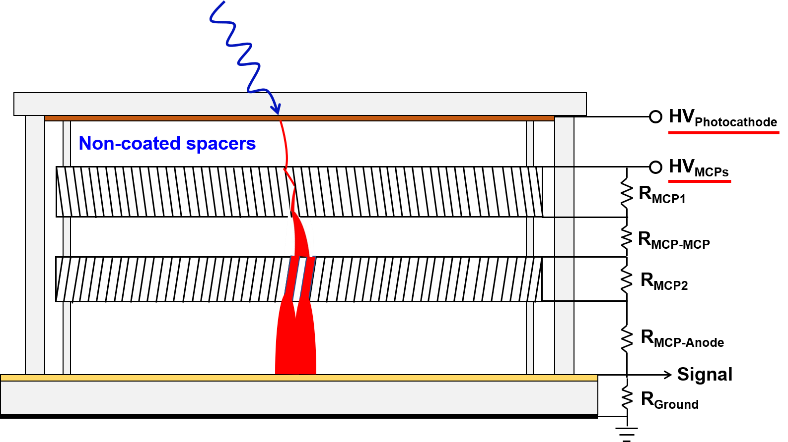 HVPhotocathode
Non-coated spacers
HVMCPs
RMCP1
RMCP-MCP
RMCP2
RMCP-Anode
Signal
RGround